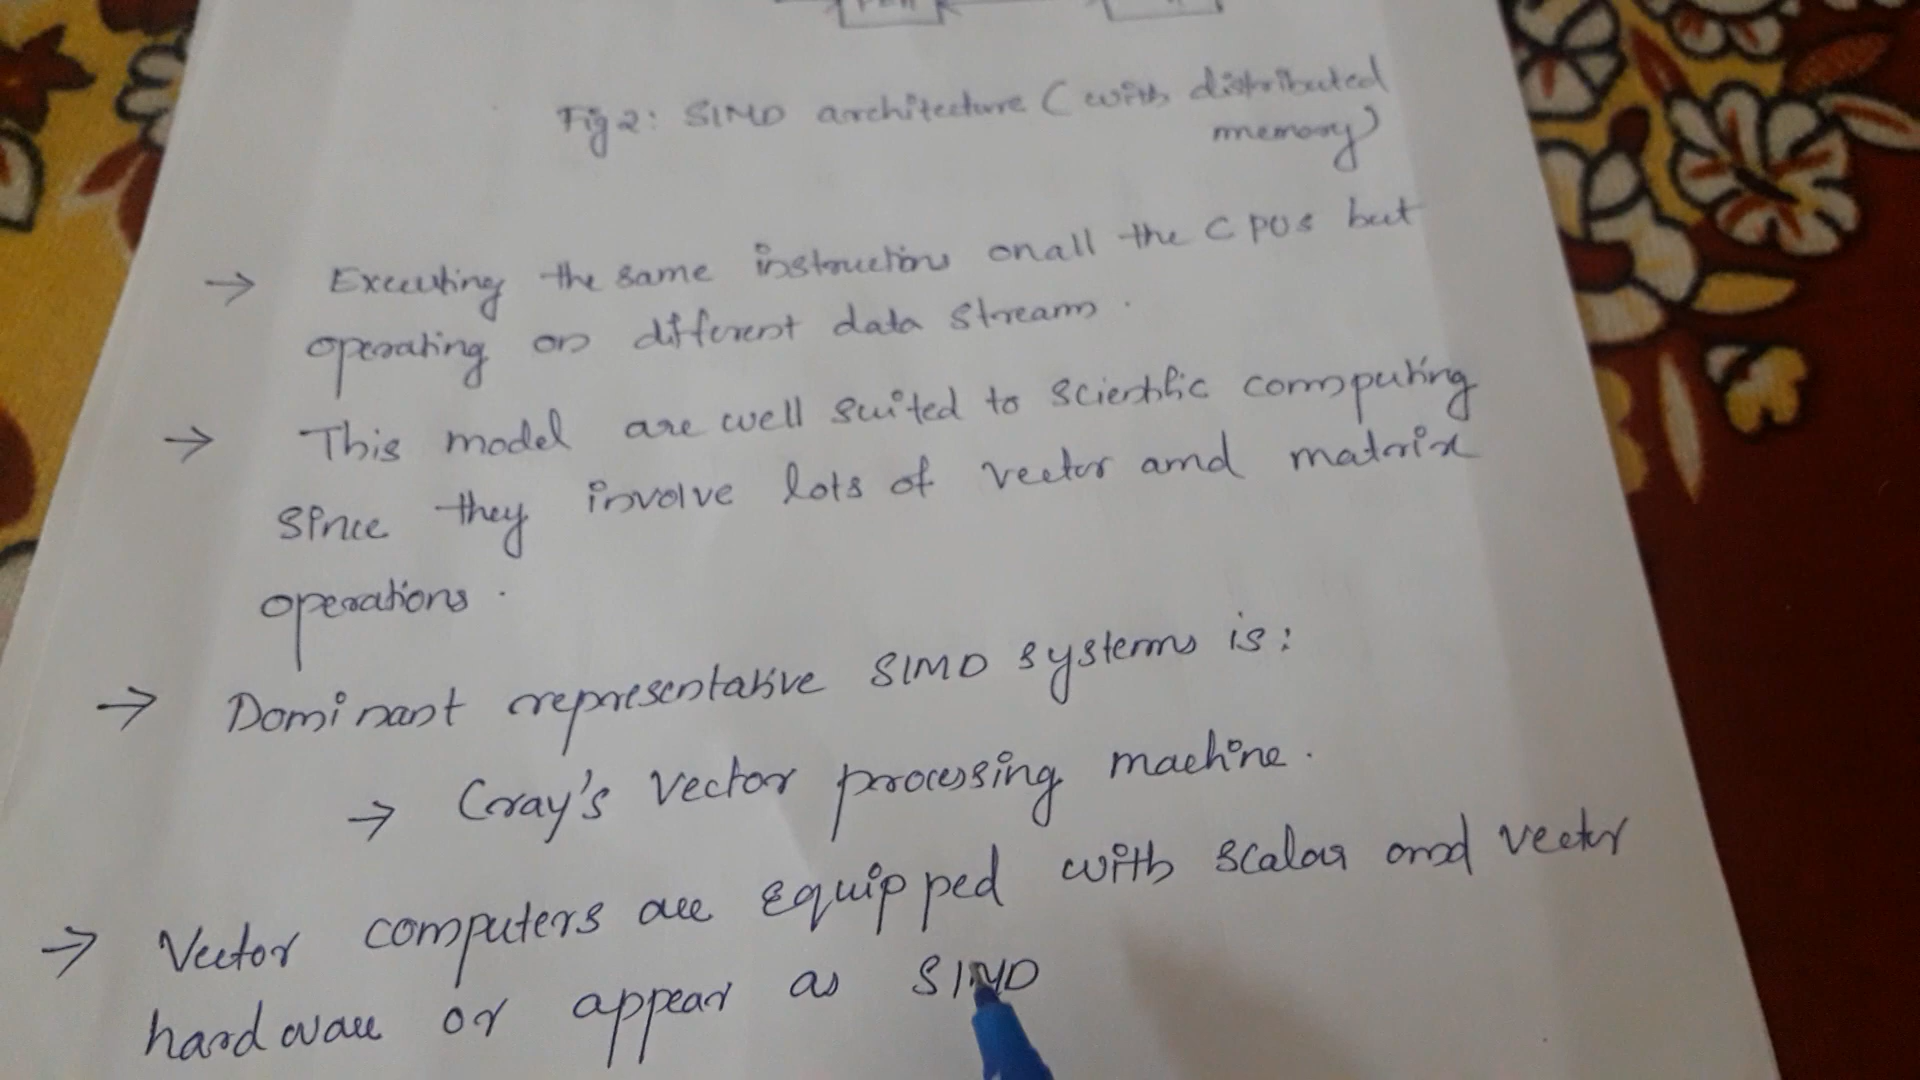 Fig 2: SIMD architecture (with distributed
memory)
→ Executing the same instructions on all the CPUs but
operating on different data stream.
→ This model are well suited to scientific computing
since they involve lots of vector and matrix
operations.
→ Dominant representative SIMD systems is:
→ Cray's Vector processing machine.
→ Vector computers are equipped with scalar and vector
hardware or appear as SIMD